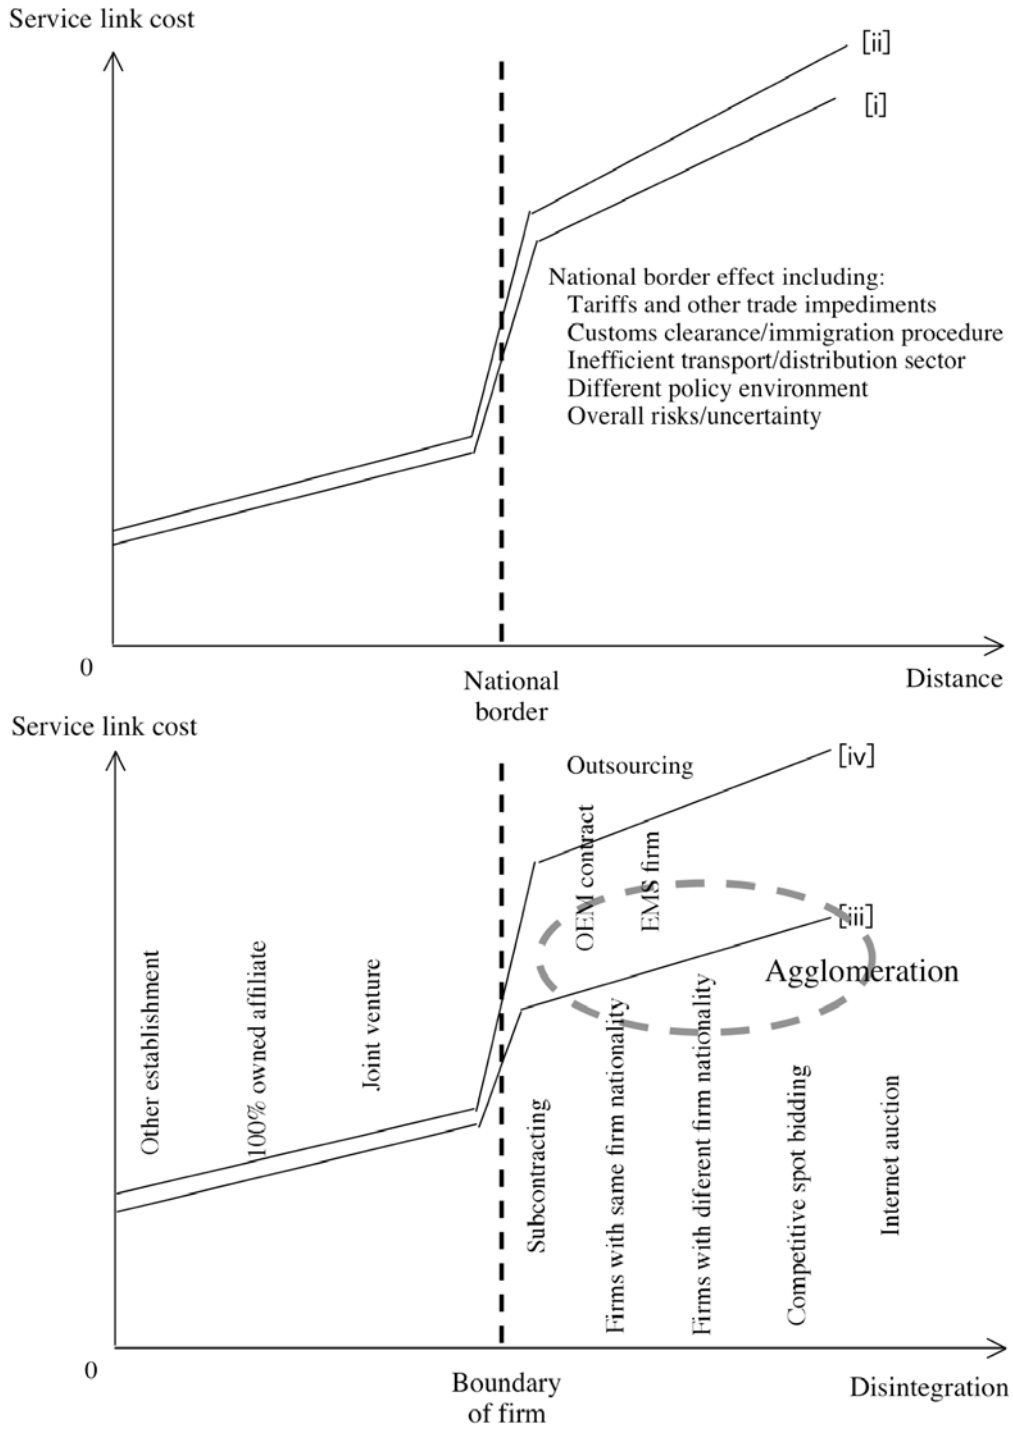 Service link cost
[ii]
[i]
National border effect including:
Tariffs and other trade impediments
Customs clearance/immigration procedure
Inefficient transport/distribution sector
Different policy environment
Overall risks/uncertainty
0
National
border
Distance
Service link cost
[iv]
Outsourcing
OEM contract
EMS firm
[iii]
Agglomeration
Other establishment
100% owned affiliate
Joint venture
Subcontracting
Firms with same firm nationality
Firms with diferent firm nationality
Competitive spot bidding
Internet auction
0
Boundary
of firm
Disintegration